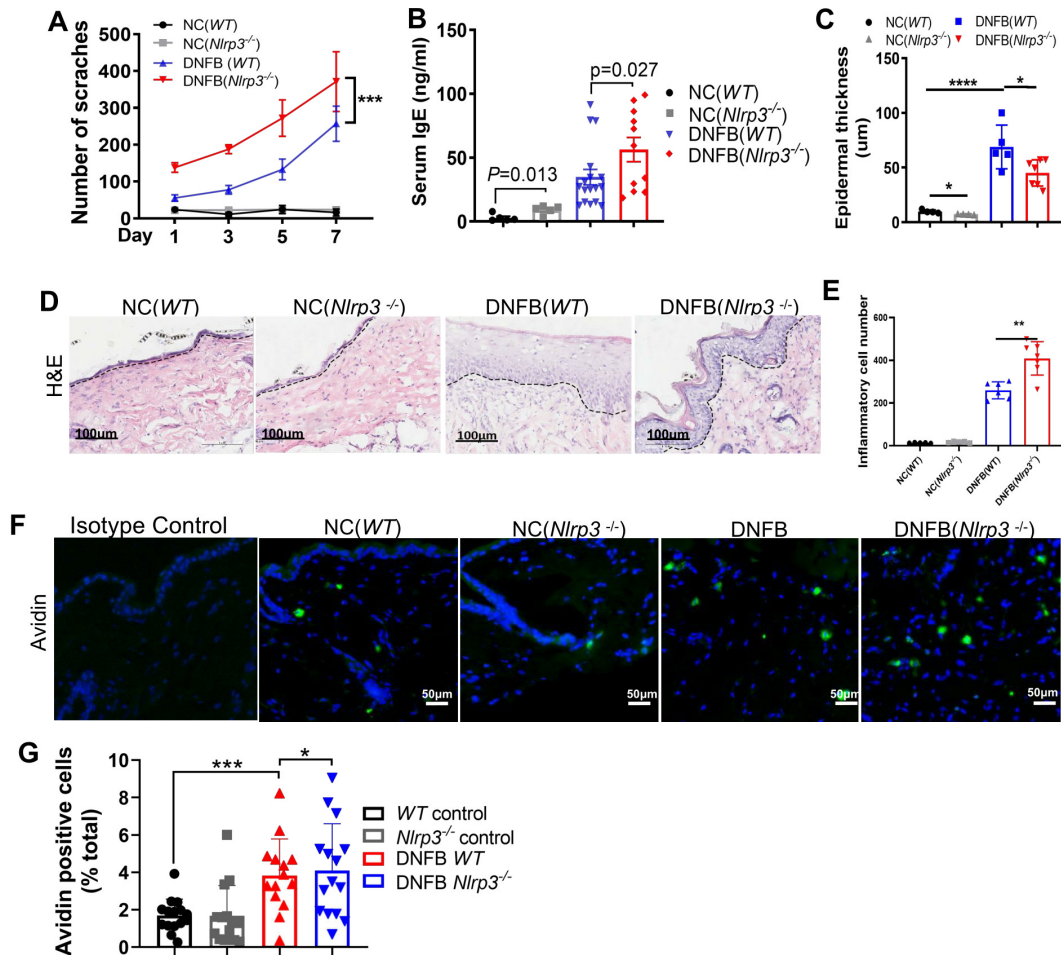 A
NC(WT)
NC(Nlrp3-/-)
DNFB (WT)
DNFB(Nlrp3-/-)
Number of scraches
500
400
300
200
100
0
Day 1 3 5 7
***
B
Serum IgE (ng/ml)
150
100
50
0
P=0.013
p=0.027
NC(WT)
NC(Nlrp3-/-)
DNFB(WT)
DNFB(Nlrp3-/-)
C
NC(WT) DNFB(WT)
NC(Nlrp3-/-) DNFB(Nlrp3-/-)
Epidermal thickness
(um)
150
100
50
0
****
*
*
D
NC(WT) NC(Nlrp3 -/-) DNFB(WT) DNFB(Nlrp3 -/-)
H&E
100μm 100μm 100μm 100μm
E
Inflammatory cell number
600
400
200
0
**
NC(WT)
NC(Nlrp3-/-)
DNFB(WT)
DNFB(Nlrp3-/-)
F
Isotype Control NC(WT) NC(Nlrp3 -/-) DNFB DNFB(Nlrp3 -/-)
Avidin
50μm 50μm 50μm 50μm
G
Avidin positive cells
(% total)
10
8
6
4
2
0
***
*
WT control
Nlrp3-/- control
DNFB WT
DNFB Nlrp3-/-